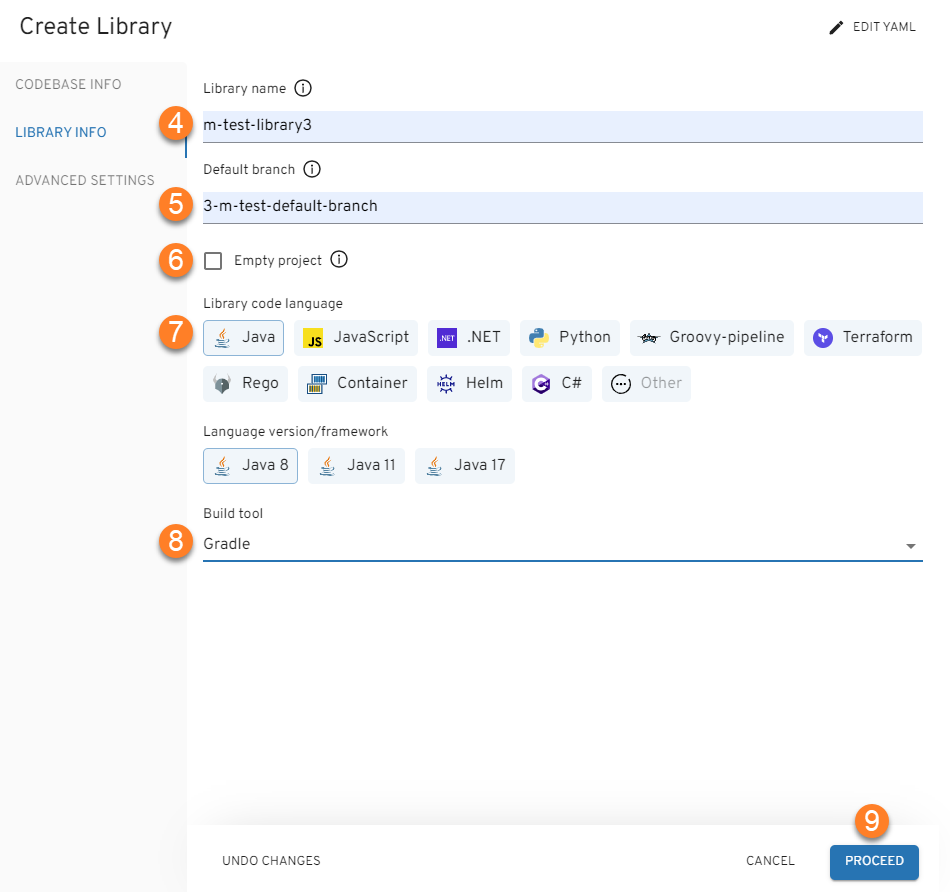 Create Library
EDIT YAML
CODEBASE INFO
LIBRARY INFO
ADVANCED SETTINGS
Library name
4 m-test-library3
Default branch
5 3-m-test-default-branch
6 Empty project
Library code language
7 Java JS JavaScript .NET .NET Python Groovy-pipeline Terraform
Rego Container HELM Helm C# Other
Language version/framework
Java 8 Java 11 Java 17
Build tool
8 Gradle
9
UNDO CHANGES CANCEL PROCEED